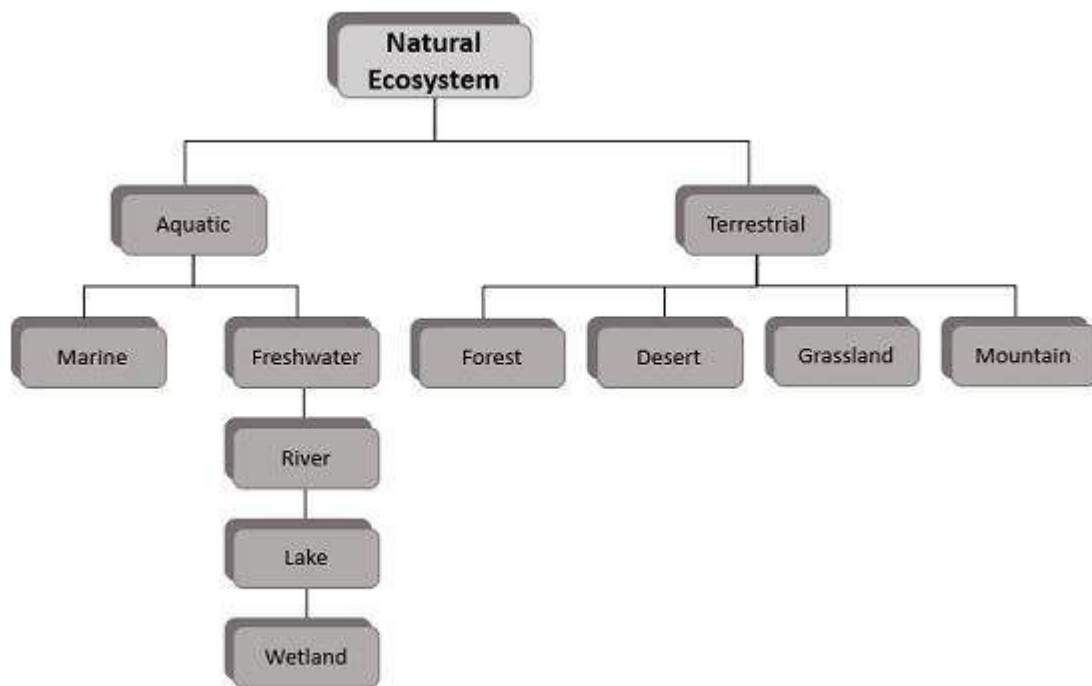 Natural
Ecosystem
Aquatic
Terrestrial
Marine
Freshwater
Forest
Desert
Grassland
Mountain
River
Lake
Wetland